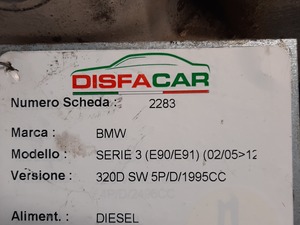 DISFACAR
Numero Scheda : 2283
Marca : BMW
Modello : SERIE 3 (E90/E91) (02/05>12
Versione : 320D SW 5P/D/1995CC
Aliment. : DIESEL